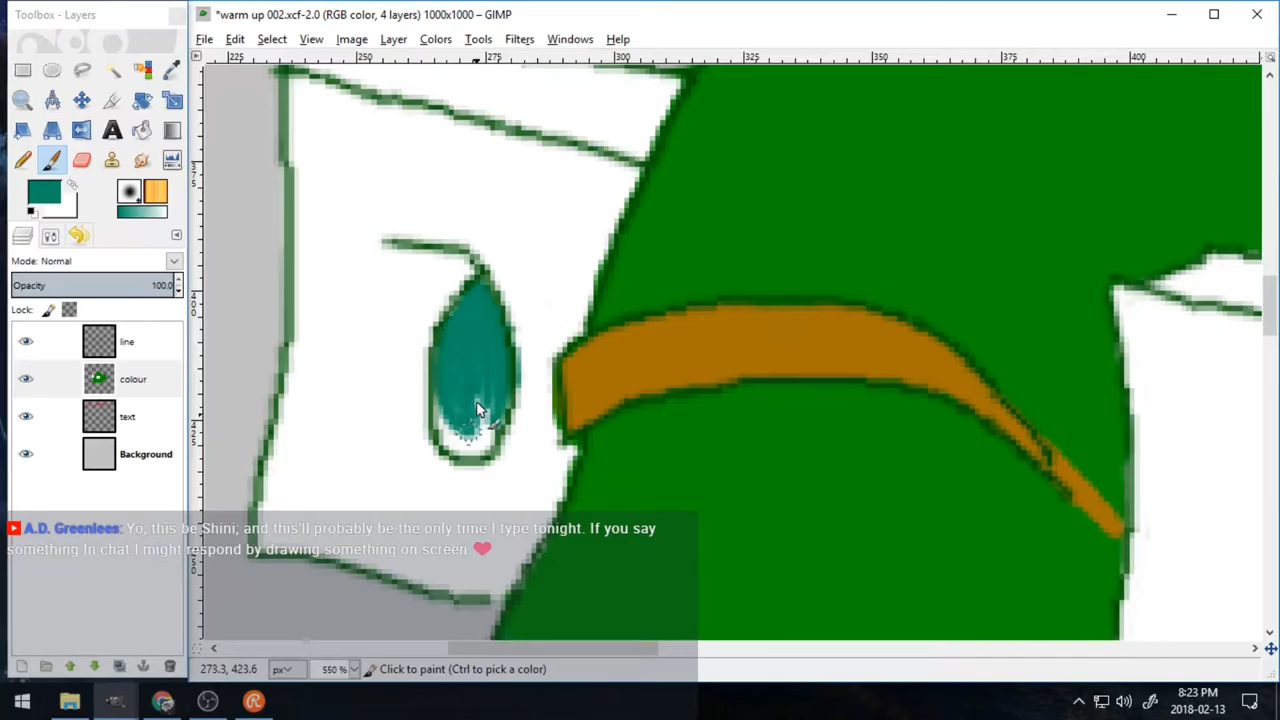 Toolbox - Layers
*warm up 002.xcf-2.0 (RGB color, 4 layers) 1000x1000 – GIMP
File Edit Select View Image Layer Colors Tools Filters Windows Help
225 250 275 300 325 350 375 400
Mode: Normal
Opacity 100.0
Lock:
line
colour
text
Background
A.D. Greenlees: Yo, this be Shini; and this'll probably be the only time I type tonight. If you say
something In chat I might respond by drawing something on screen
273.3, 423.6 px 550 % Click to paint (Ctrl to pick a color)
8:23 PM
2018-02-13